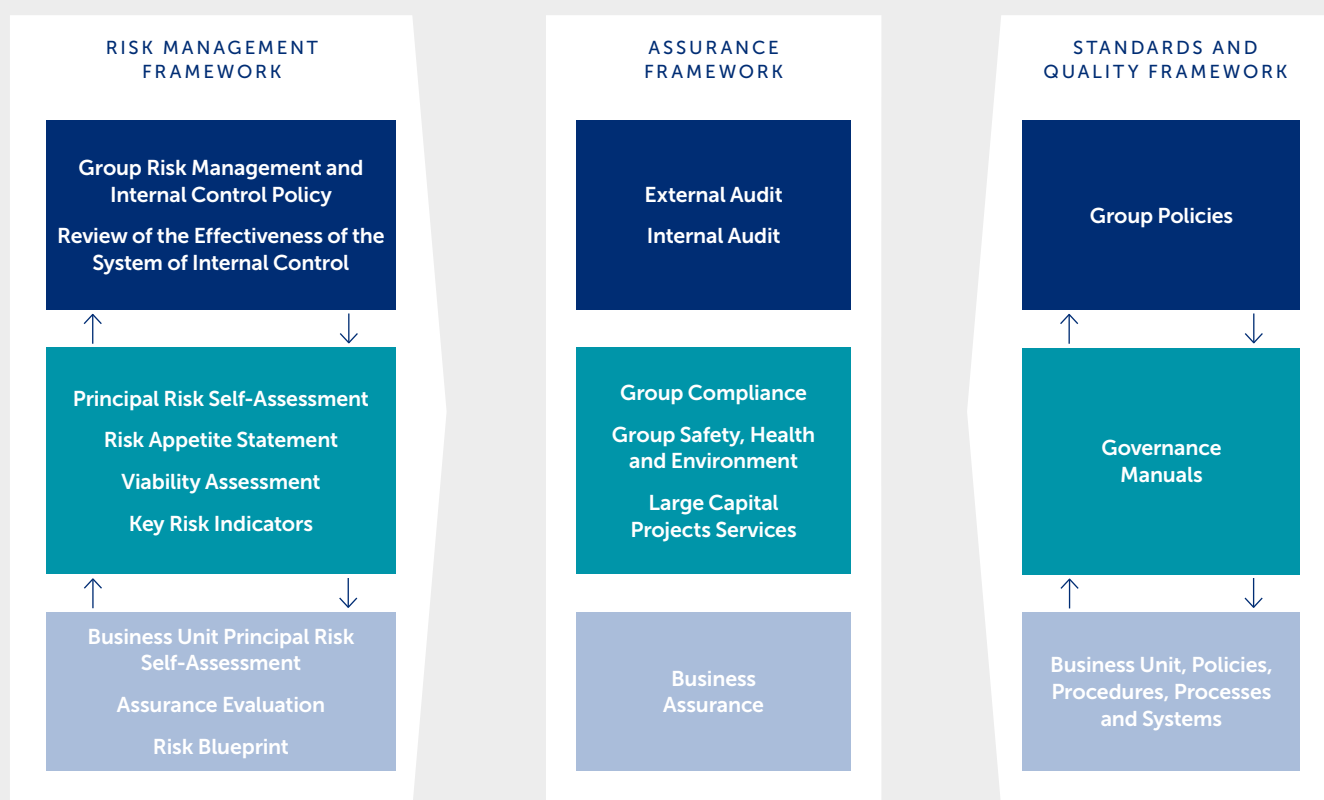 RISK MANAGEMENT
FRAMEWORK
Group Risk Management and
Internal Control Policy
Review of the Effectiveness of the
System of Internal Control
Principal Risk Self-Assessment
Risk Appetite Statement
Viability Assessment
Key Risk Indicators
Business Unit Principal Risk
Self-Assessment
Assurance Evaluation
Risk Blueprint
ASSURANCE
FRAMEWORK
External Audit
Internal Audit
Group Compliance
Group Safety, Health
and Environment
Large Capital
Projects Services
Business
Assurance
STANDARDS AND
QUALITY FRAMEWORK
Group Policies
Governance
Manuals
Business Unit, Policies,
Procedures, Processes
and Systems